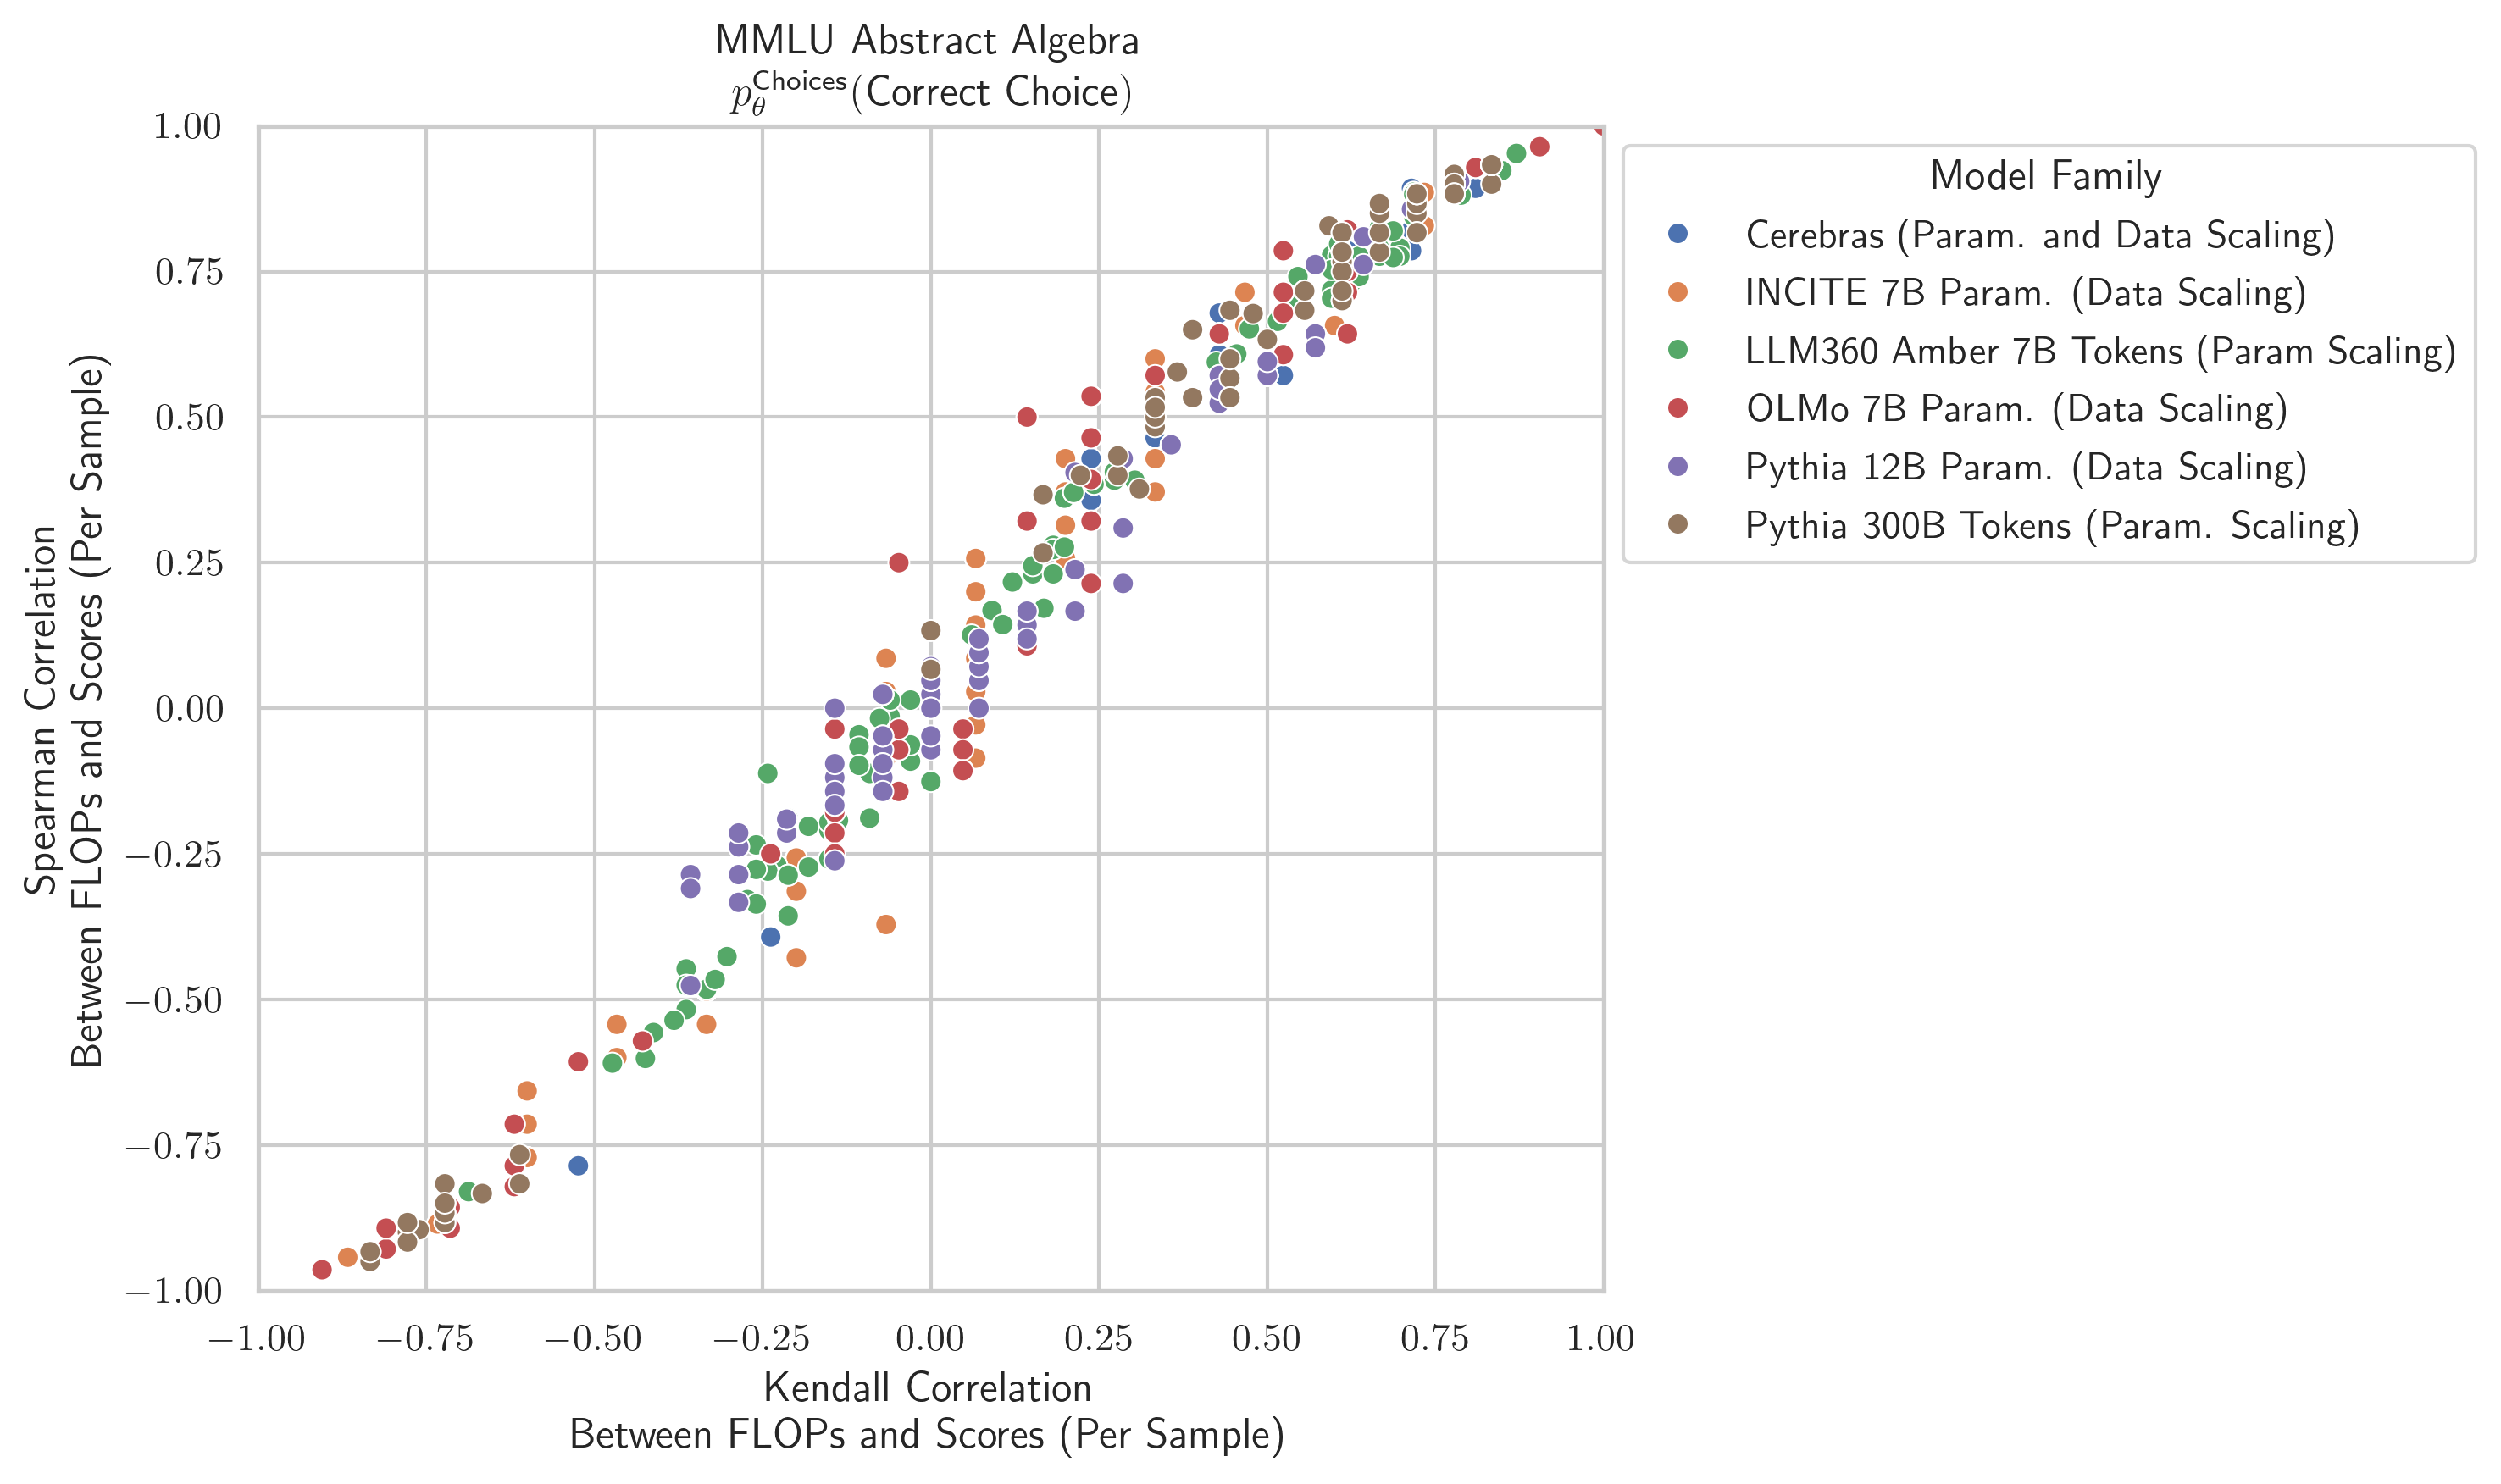 MMLU Abstract Algebra
p_θ^Choices(Correct Choice)
1.00
0.75
0.50
0.25
0.00
−0.25
−0.50
−0.75
−1.00
Spearman Correlation
Between FLOPs and Scores (Per Sample)
−1.00 −0.75 −0.50 −0.25 0.00 0.25 0.50 0.75 1.00
Kendall Correlation
Between FLOPs and Scores (Per Sample)
Model Family
Cerebras (Param. and Data Scaling)
INCITE 7B Param. (Data Scaling)
LLM360 Amber 7B Tokens (Param Scaling)
OLMo 7B Param. (Data Scaling)
Pythia 12B Param. (Data Scaling)
Pythia 300B Tokens (Param. Scaling)